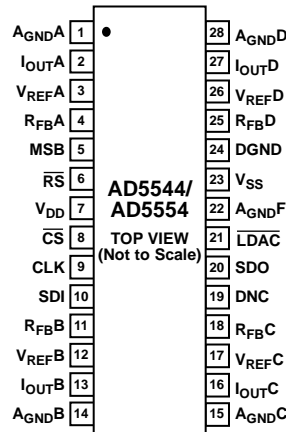 AGNDA 1 28 AGNDD
IOUTA 2 27 IOUTD
VREFA 3 26 VREFD
RFBA 4 25 RFBD
MSB 5 24 DGND
RS 6 23 VSS
VDD 7 22 AGNDF
CS 8 21 LDAC
CLK 9 20 SDO
SDI 10 19 DNC
RFBB 11 18 RFBC
VREFB 12 17 VREFC
IOUTB 13 16 IOUTC
AGNDB 14 15 AGNDC
AD5544/
AD5554
TOP VIEW
(Not to Scale)